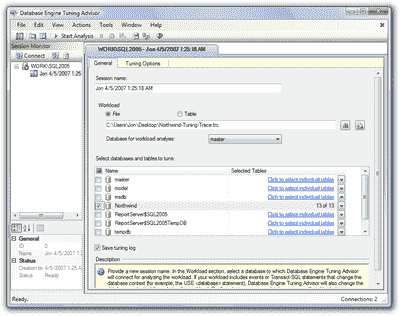 Database Engine Tuning Advisor
File Edit View Actions Tools Window Help
Start Analysis
Session Monitor
Connect
WORK\SQL2005
Jon 4/5/2007 1:25
WORK\SQL2005 - Jon 4/5/2007 1:25:18 AM
General Tuning Options
Session name:
Jon 4/5/2007 1:25:18 AM
Workload
File Table
C:\Users\Jon\Desktop\Northwind-Tuning-Trace.trc
Database for workload analysis: master
Select databases and tables to tune:
Name Selected Tables
master Click to select individual tables
model Click to select individual tables
msdb Click to select individual tables
Northwind 13 of 13
ReportServer$SQL2005 Click to select individual tables
ReportServer$SQL2005TempDB Click to select individual tables
tempdb Click to select individual tables
Save tuning log
Description
Provide a new session name. In the Workload section, select a database to which Database Engine Tuning Advisor
will connect for analyzing the workload. If your workload includes events or Transact-SQL statements that change the
database context (for example, the USE <database> statement), Database Engine Tuning Advisor will also change the
General
ID 0
Name Jon 4/5/2007 1
Status
Creation tim 4/5/2007 1:25 A
Status Ready
Ready. Connections: 2